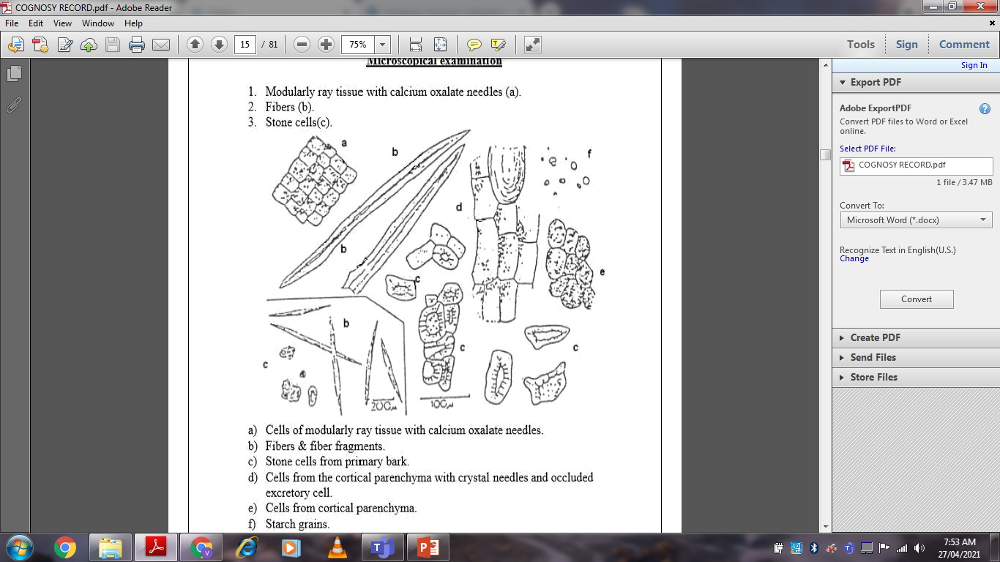 COGNOSY RECORD.pdf - Adobe Reader
File Edit View Window Help
15 / 81 75% Tools Sign Comment
Sign In
Export PDF
Adobe ExportPDF
Convert PDF files to Word or Excel
online.
Select PDF File:
COGNOSY RECORD.pdf
1 file / 3.47 MB
Convert To:
Microsoft Word (*.docx)
Recognize Text in English(U.S.)
Change
Convert
Create PDF
Send Files
Store Files
Microscopical examination
1. Modularly ray tissue with calcium oxalate needles (a).
2. Fibers (b).
3. Stone cells(c).
a
b
f
d
b
c
e
b
c
c
c
a
200µ
100µ
a) Cells of modularly ray tissue with calcium oxalate needles.
b) Fibers & fiber fragments.
c) Stone cells from primary bark.
d) Cells from the cortical parenchyma with crystal needles and occluded
excretory cell.
e) Cells from cortical parenchyma.
f) Starch grains.
7:53 AM
27/04/2021